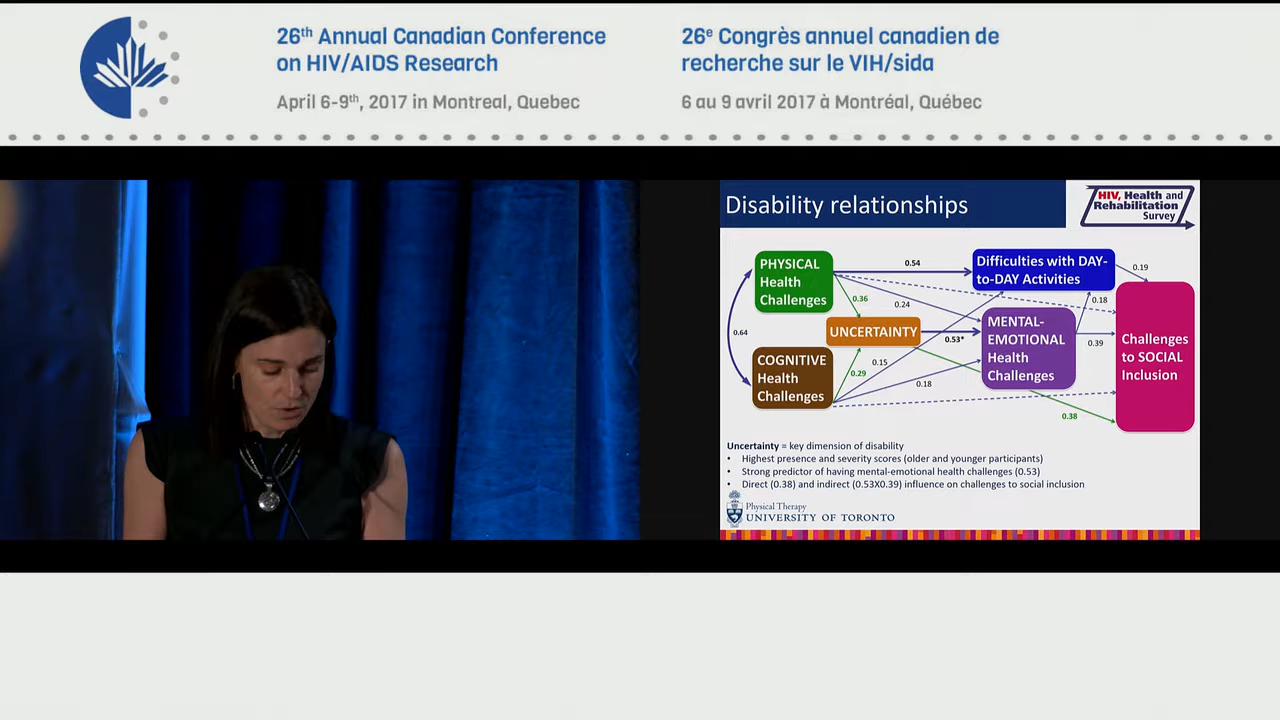 26th Annual Canadian Conference
on HIV/AIDS Research
April 6-9th, 2017 in Montreal, Quebec
26e Congrès annuel canadien de
recherche sur le VIH/sida
6 au 9 avril 2017 à Montréal, Québec
Disability relationships
HIV, Health and
Rehabilitation
Survey
PHYSICAL
Health
Challenges
0.54
Difficulties with DAY-
to-DAY Activities
0.19
0.36
0.24
0.18
0.64
UNCERTAINTY
0.53*
MENTAL-
EMOTIONAL
Health
Challenges
0.39
Challenges
to SOCIAL
Inclusion
COGNITIVE
Health
Challenges
0.29
0.15
0.18
0.38
Uncertainty = key dimension of disability
• Highest presence and severity scores (older and younger participants)
• Strong predictor of having mental-emotional health challenges (0.53)
• Direct (0.38) and indirect (0.53X0.39) influence on challenges to social inclusion
Physical Therapy
UNIVERSITY OF TORONTO